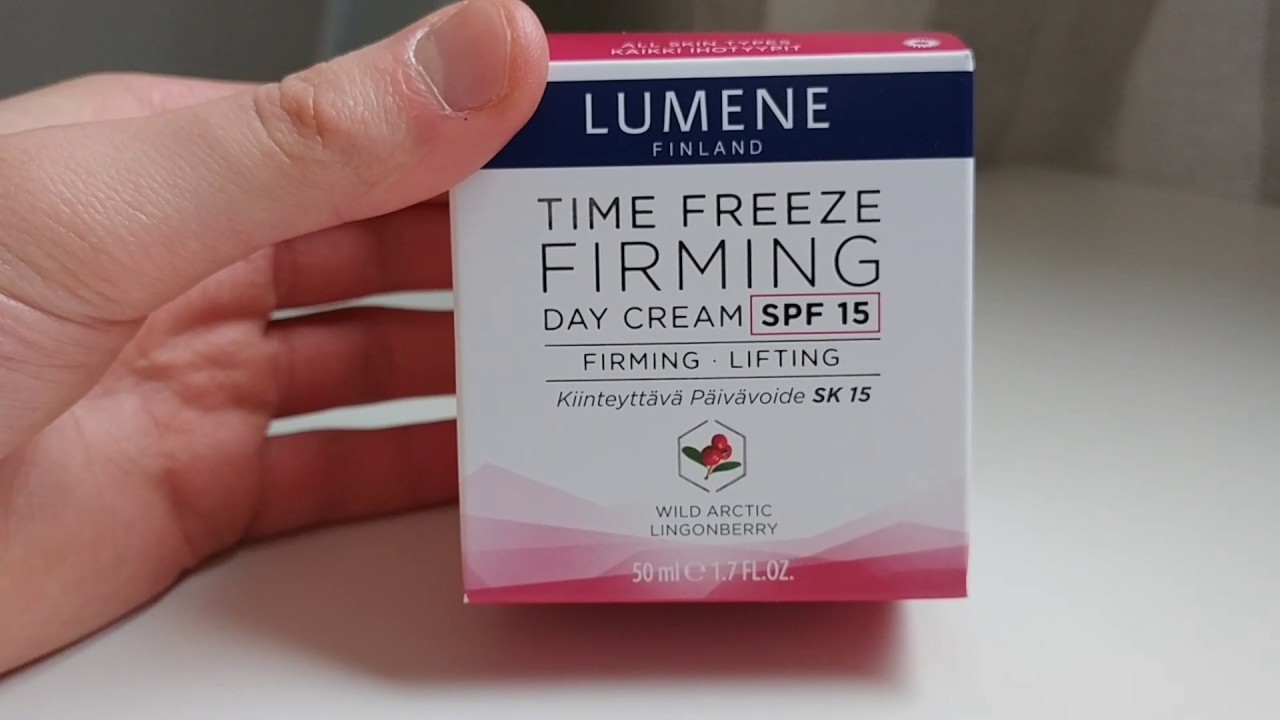 ALL SKIN TYPES
KAIKKI IHOTYYPIT
LUMENE
FINLAND
TIME FREEZE
FIRMING
DAY CREAM SPF 15
FIRMING · LIFTING
Kiinteyttävä Päivävoide SK 15
WILD ARCTIC
LINGONBERRY
50 ml ℮ 1.7 FL.OZ.